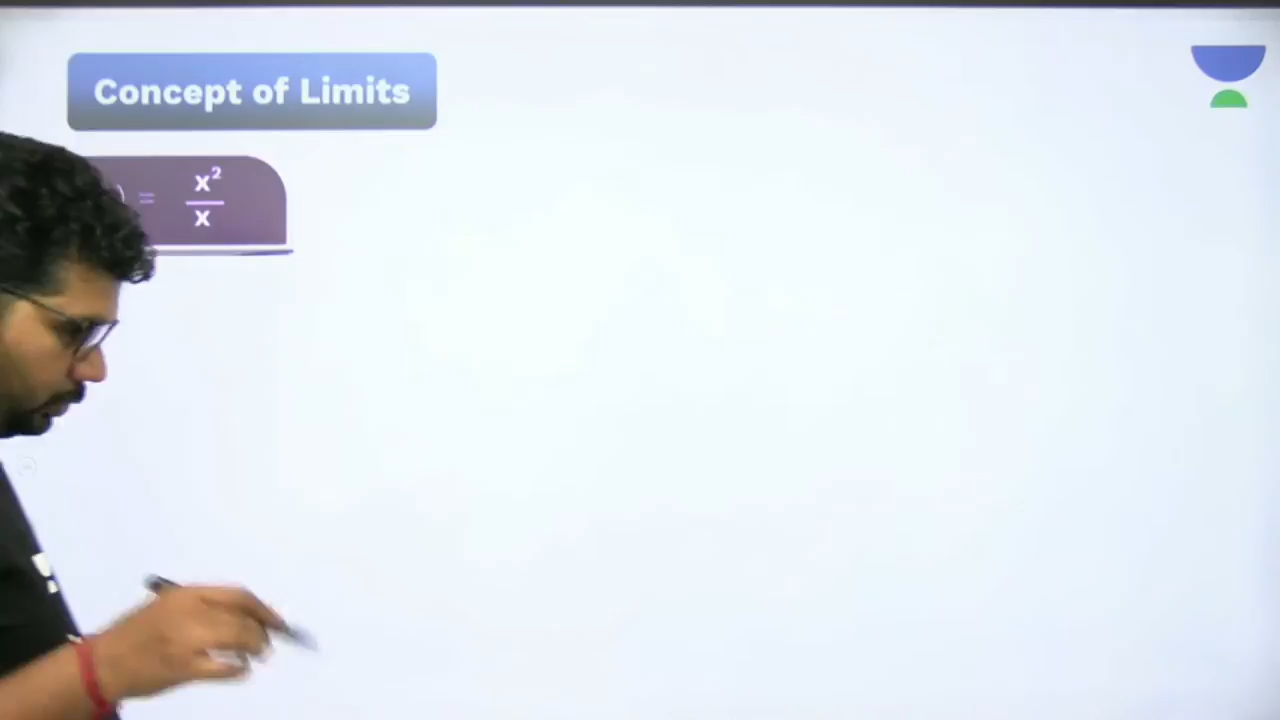 Concept of Limits
) = x²
x